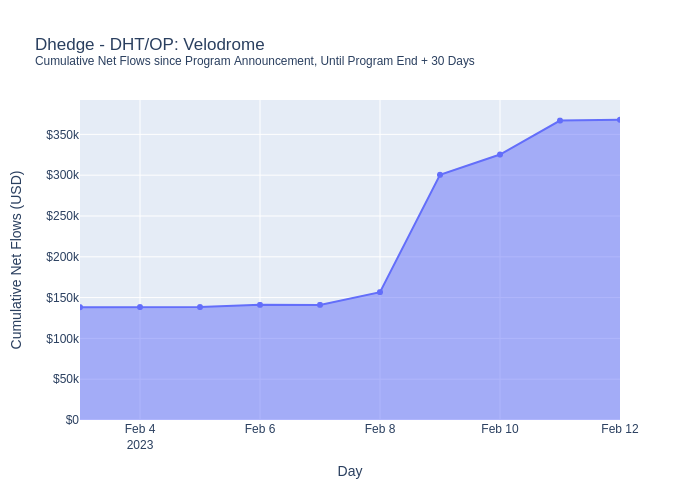 Dhedge - DHT/OP: Velodrome
Cumulative Net Flows since Program Announcement, Until Program End + 30 Days
Cumulative Net Flows (USD)
$350k
$300k
$250k
$200k
$150k
$100k
$50k
$0
Feb 4
2023
Feb 6
Feb 8
Feb 10
Feb 12
Day